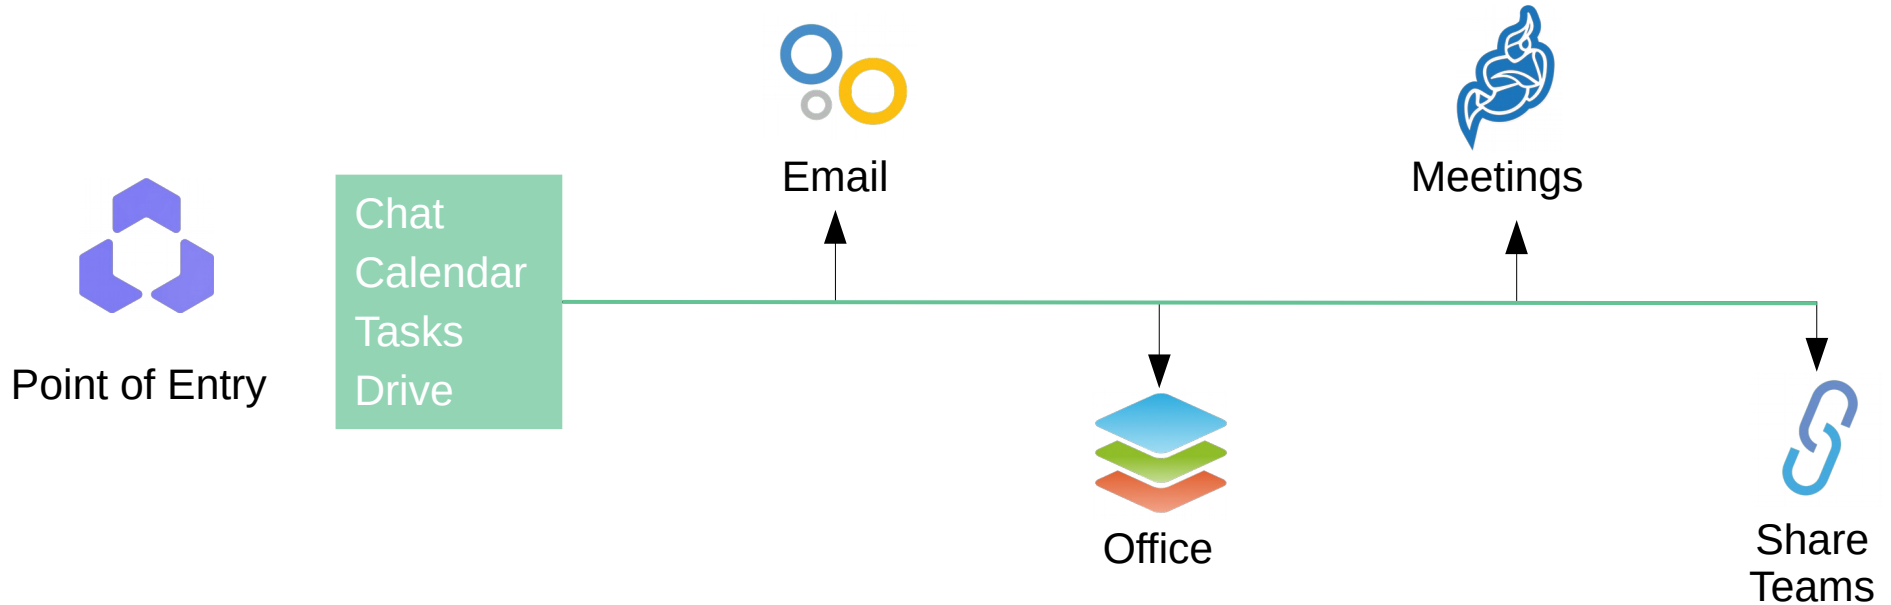 Email
Meetings
Point of Entry
Chat
Calendar
Tasks
Drive
Office
Share
Teams